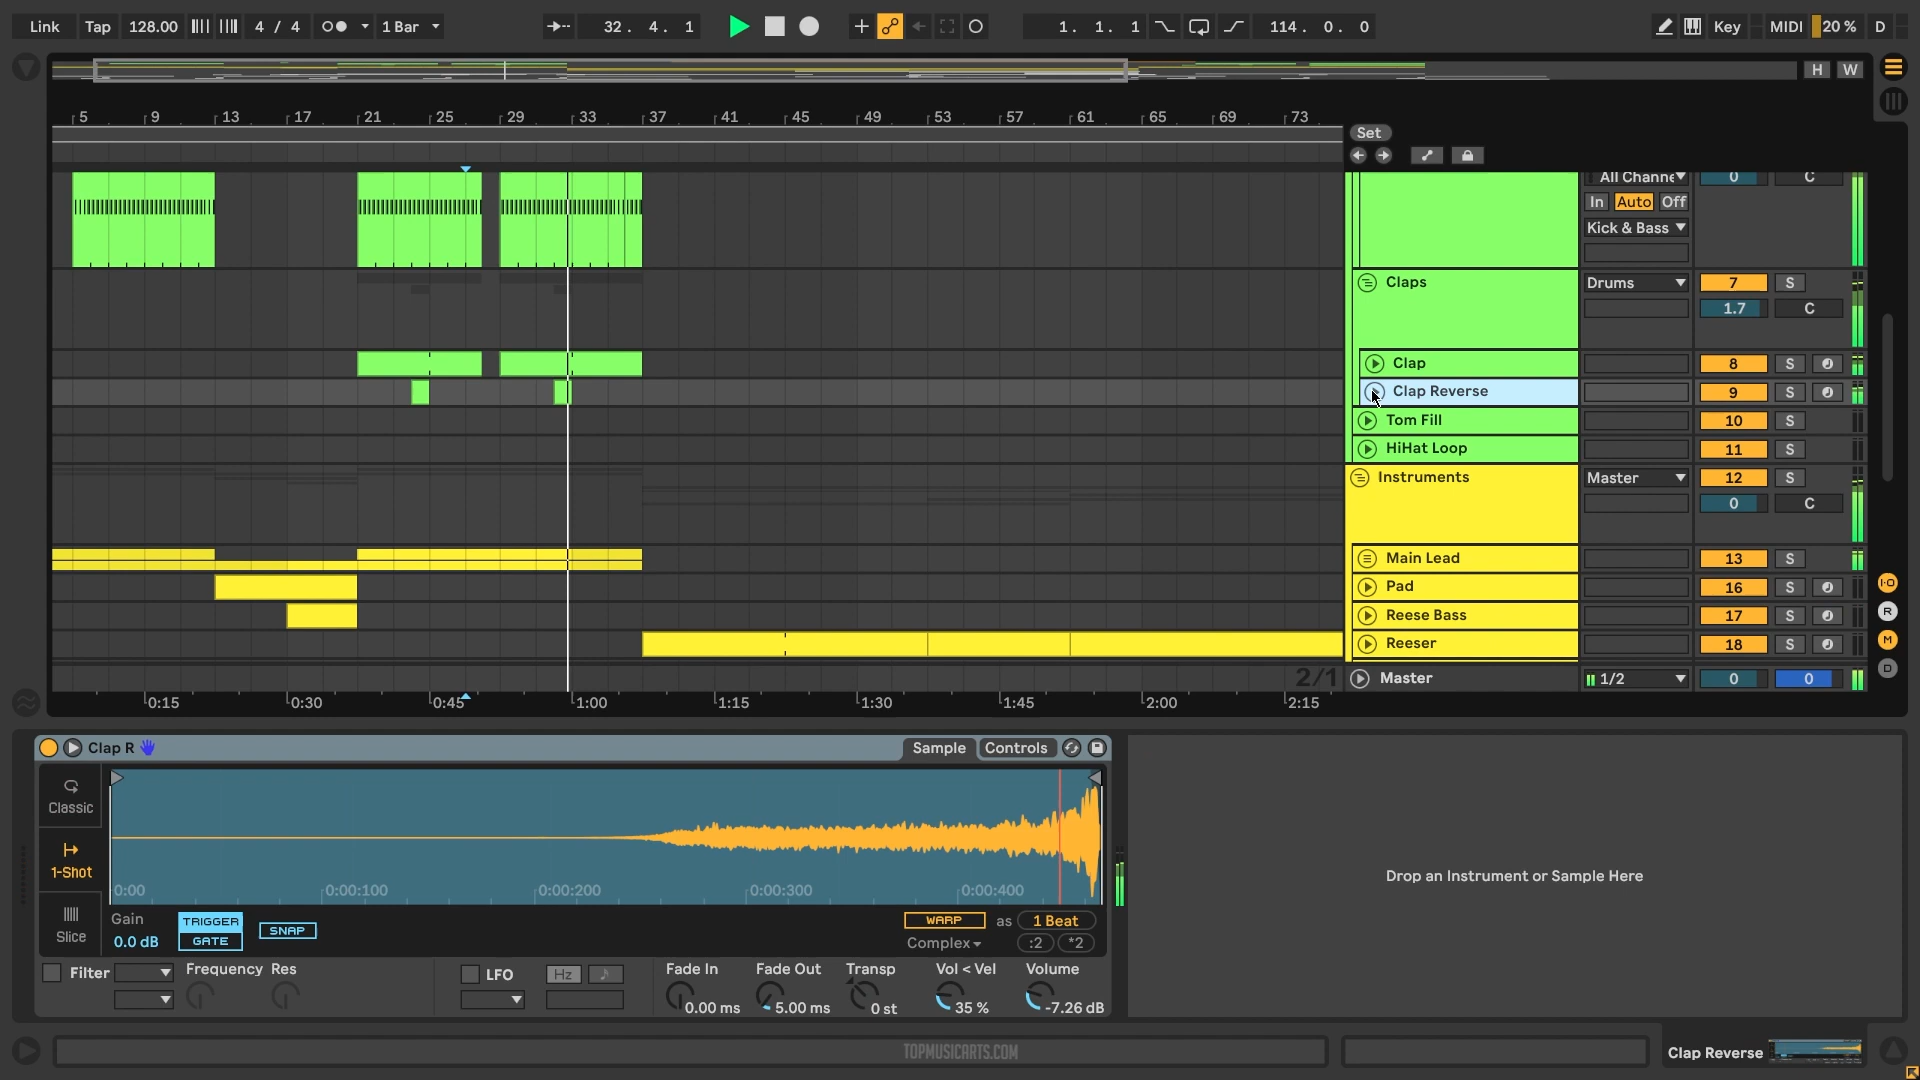 Link Tap 128.00 4 / 4 1 Bar 32. 4. 1 1. 1. 1 114. 0. 0 Key MIDI 20 % D
H W
5 9 13 17 21 25 29 33 37 41 45 49 53 57 61 65 69 73
Set
All Channe 0 C
In Auto Off
Kick & Bass
Claps Drums 7 S
1.7 C
Clap 8 S
Clap Reverse 9 S
Tom Fill 10 S
HiHat Loop 11 S
Instruments Master 12 S
0 C
Main Lead 13 S
Pad 16 S
Reese Bass 17 S
Reeser 18 S
I·O
R
M
D
2/1 Master 1/2 0 0
0:15 0:30 0:45 1:00 1:15 1:30 1:45 2:00 2:15
Clap R Sample Controls
Classic
1-Shot
Slice
0:00 0:00:100 0:00:200 0:00:300 0:00:400
Gain TRIGGER SNAP WARP as 1 Beat
0.0 dB GATE Complex :2 *2
Filter Frequency Res LFO Hz Fade In Fade Out Transp Vol < Vel Volume
0.00 ms 5.00 ms 0 st 35 % -7.26 dB
Drop an Instrument or Sample Here
TOPMUSICARTS.COM
Clap Reverse